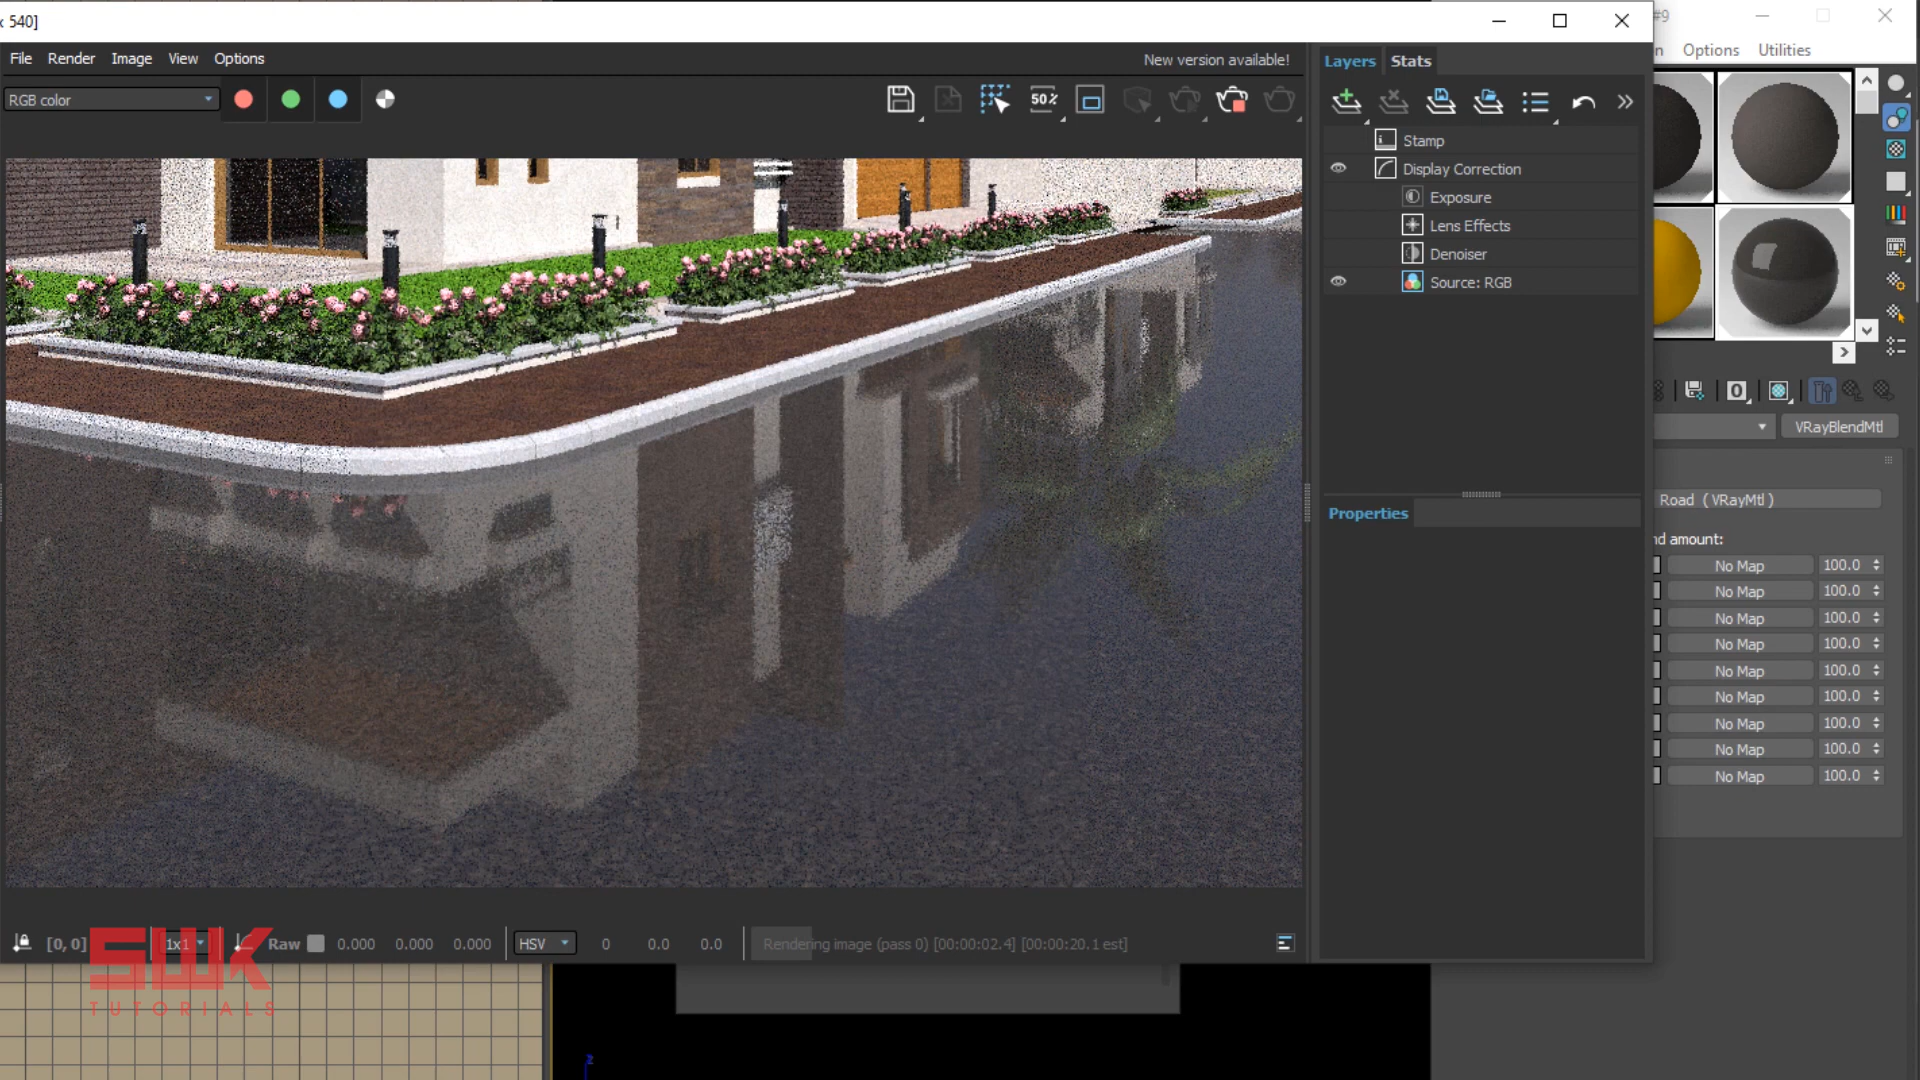 x 540]
#9
File Render Image View Options
New version available!
Layers Stats
n Options Utilities
RGB color
50%
Stamp
Display Correction
Exposure
Lens Effects
Denoiser
Source: RGB
VRayBlendMtl
Road ( VRayMtl )
Properties
nd amount:
No Map 100.0
No Map 100.0
No Map 100.0
No Map 100.0
No Map 100.0
No Map 100.0
No Map 100.0
No Map 100.0
No Map 100.0
[0, 0] 1x1 Raw 0.000 0.000 0.000 HSV 0 0.0 0.0 Rendering image (pass 0) [00:00:02.4] [00:00:20.1 est]
SWK
TUTORIALS
z